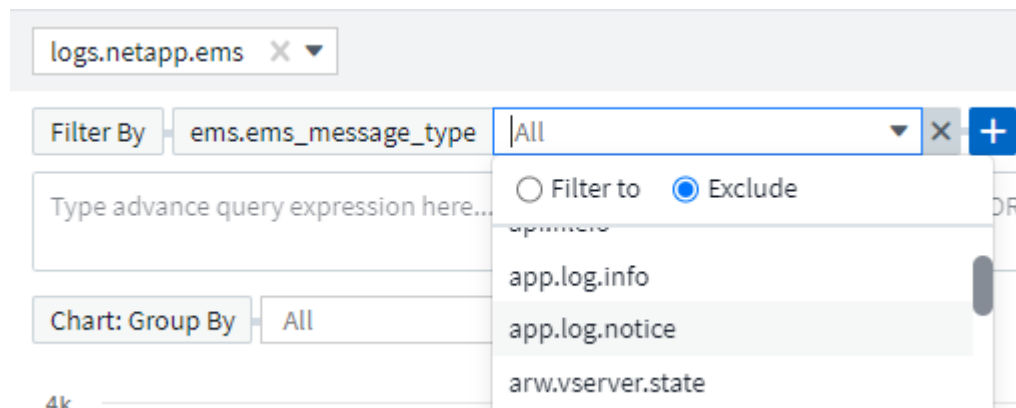 logs.netapp.ems
Filter By ems.ems_message_type All
Filter to Exclude
Type advance query expression here...
app.log.info
Chart: Group By All
app.log.notice
arw.vserver.state
4k